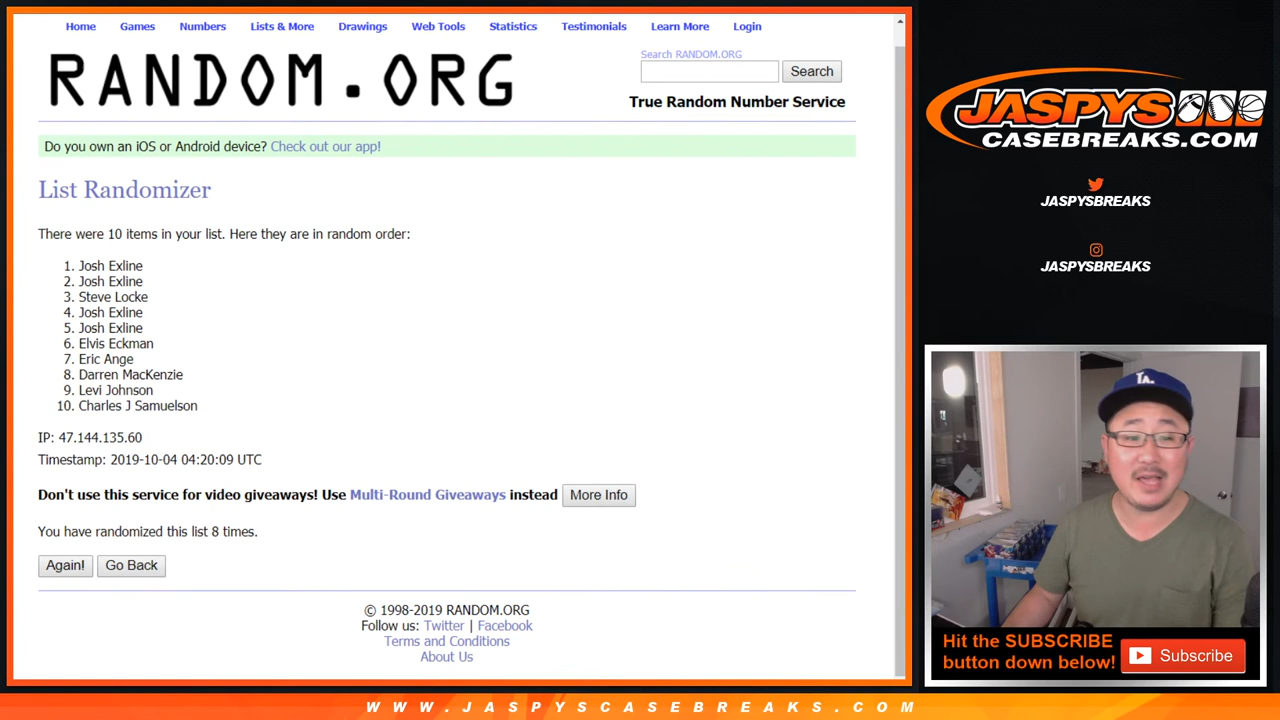 Home Games Numbers Lists & More Drawings Web Tools Statistics Testimonials Learn More Login
RANDOM.ORG
Search RANDOM.ORG
Search
True Random Number Service
Do you own an iOS or Android device? Check out our app!
List Randomizer
There were 10 items in your list. Here they are in random order:
1. Josh Exline
2. Josh Exline
3. Steve Locke
4. Josh Exline
5. Josh Exline
6. Elvis Eckman
7. Eric Ange
8. Darren MacKenzie
9. Levi Johnson
10. Charles J Samuelson
IP: 47.144.135.60
Timestamp: 2019-10-04 04:20:09 UTC
Don't use this service for video giveaways! Use Multi-Round Giveaways instead More Info
You have randomized this list 8 times.
Again! Go Back
© 1998-2019 RANDOM.ORG
Follow us: Twitter | Facebook
Terms and Conditions
About Us
JASPYS
CASEBREAKS.COM
JASPYSBREAKS
JASPYSBREAKS
LA
Hit the SUBSCRIBE
button down below!
Subscribe
WWW.JASPYSCASEBREAKS.COM